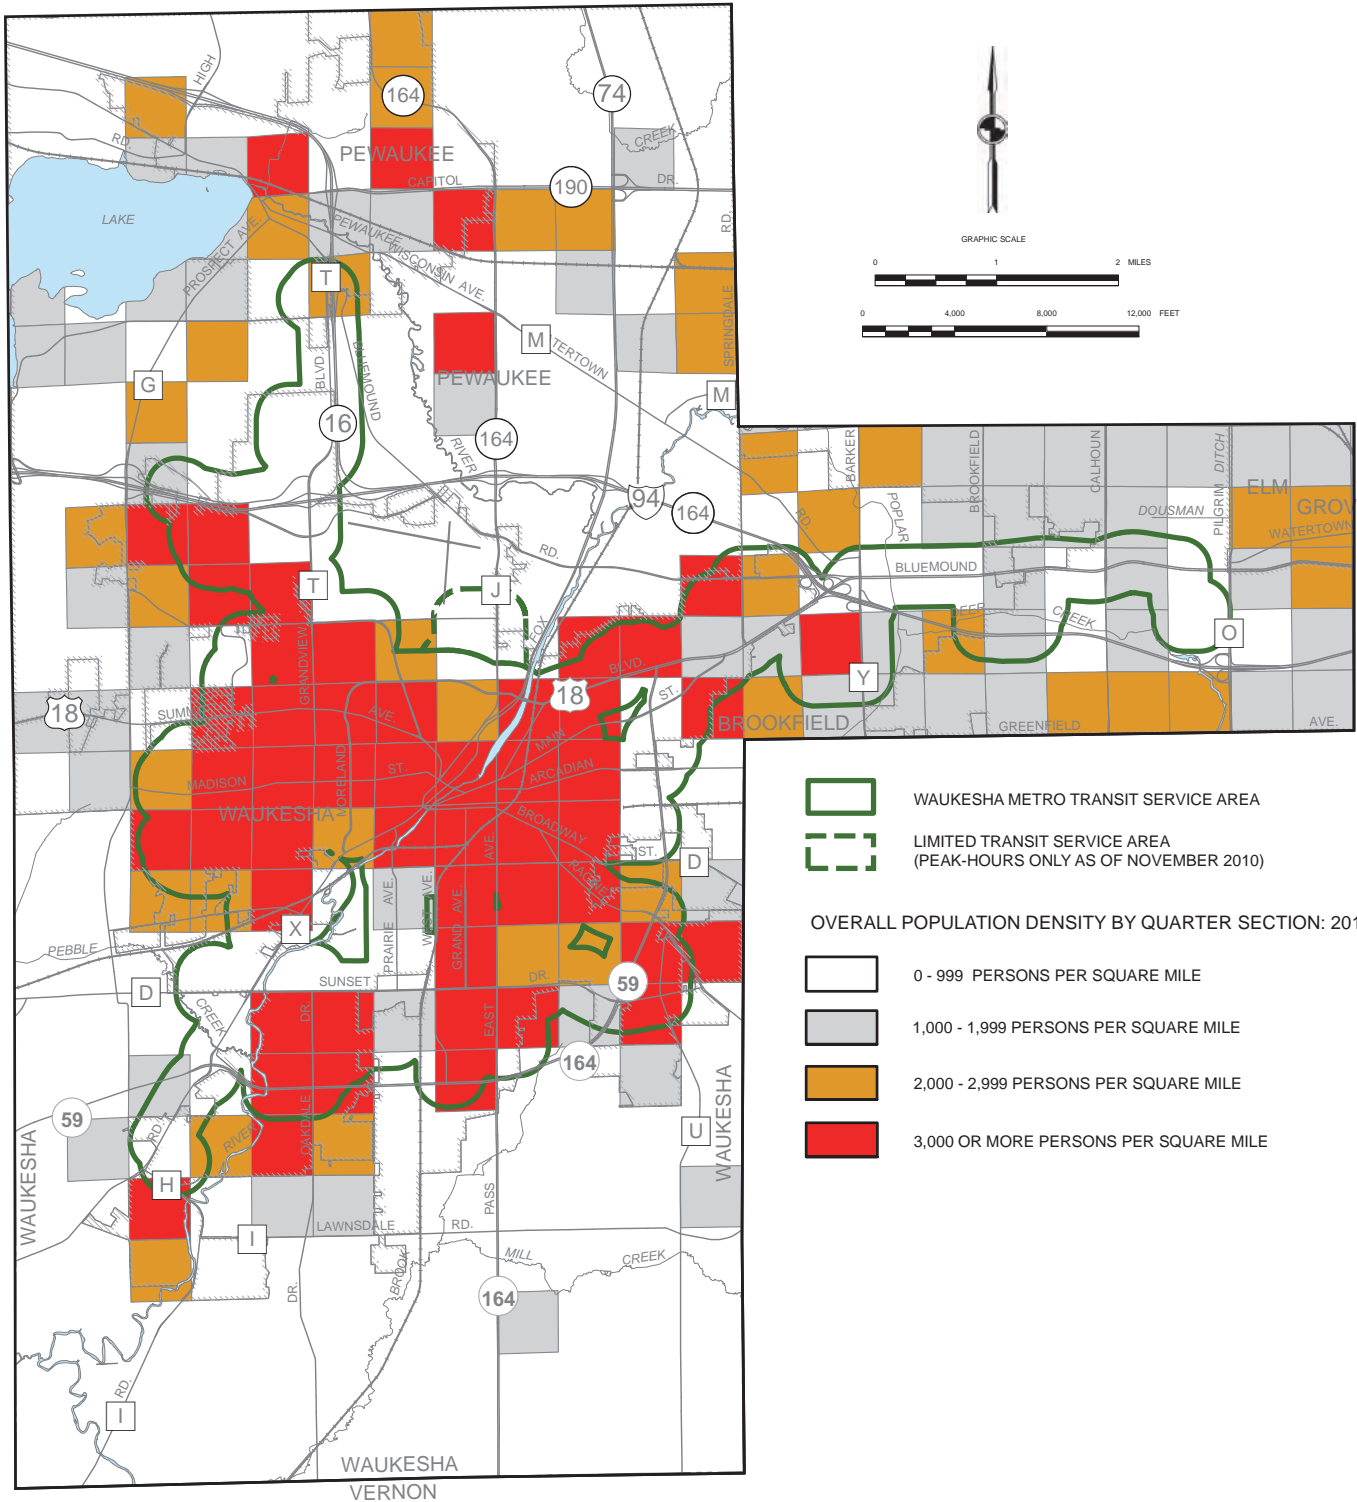 HIGH
164
74
RD.
PEWAUKEE
CREEK
CAPITOL
190
DR.
LAKE
PROSPECT AVE.
PEWAUKEE
WISCONSIN AVE.
RD.
T
SPRINGDALE
M
TERTOWN
BLUEMOUND
BLVD
PEWAUKEE
G
M
16
164
RIVER
94
164
RD.
T
J
FOX
GRANDVIEW
BLVD.
18
18
ST.
SUMM
AVE.
MAIN
MORELAND
ST.
ARCADIAN
MADISON
WAUKESHA
BROADWAY
AVE.
ST.
D
RACINE
PRAIRIE AVE.
GRAND AVE.
X
PEBBLE
SUNSET
DR.
59
D
CREEK
DR.
EAST
164
59
RD.
RIVER
OAKDALE
U
WAUKESHA
WAUKESHA
H
PASS
I
LAWNSDALE
RD.
MILL
CREEK
BROOK
DR.
164
RD.
I
WAUKESHA
VERNON
BARKER
BROOKFIELD
CALHOUN
PILGRIM
DITCH
ELM
GROV
DOUSMAN
WATERTOWN
POPLAR
RD.
BLUEMOUND
CREEK
O
Y
BROOKFIELD
GREENFIELD
AVE.
GRAPHIC SCALE
0 1 2 MILES
0 4,000 8,000 12,000 FEET
WAUKESHA METRO TRANSIT SERVICE AREA
LIMITED TRANSIT SERVICE AREA
(PEAK-HOURS ONLY AS OF NOVEMBER 2010)
OVERALL POPULATION DENSITY BY QUARTER SECTION: 201
0 - 999 PERSONS PER SQUARE MILE
1,000 - 1,999 PERSONS PER SQUARE MILE
2,000 - 2,999 PERSONS PER SQUARE MILE
3,000 OR MORE PERSONS PER SQUARE MILE